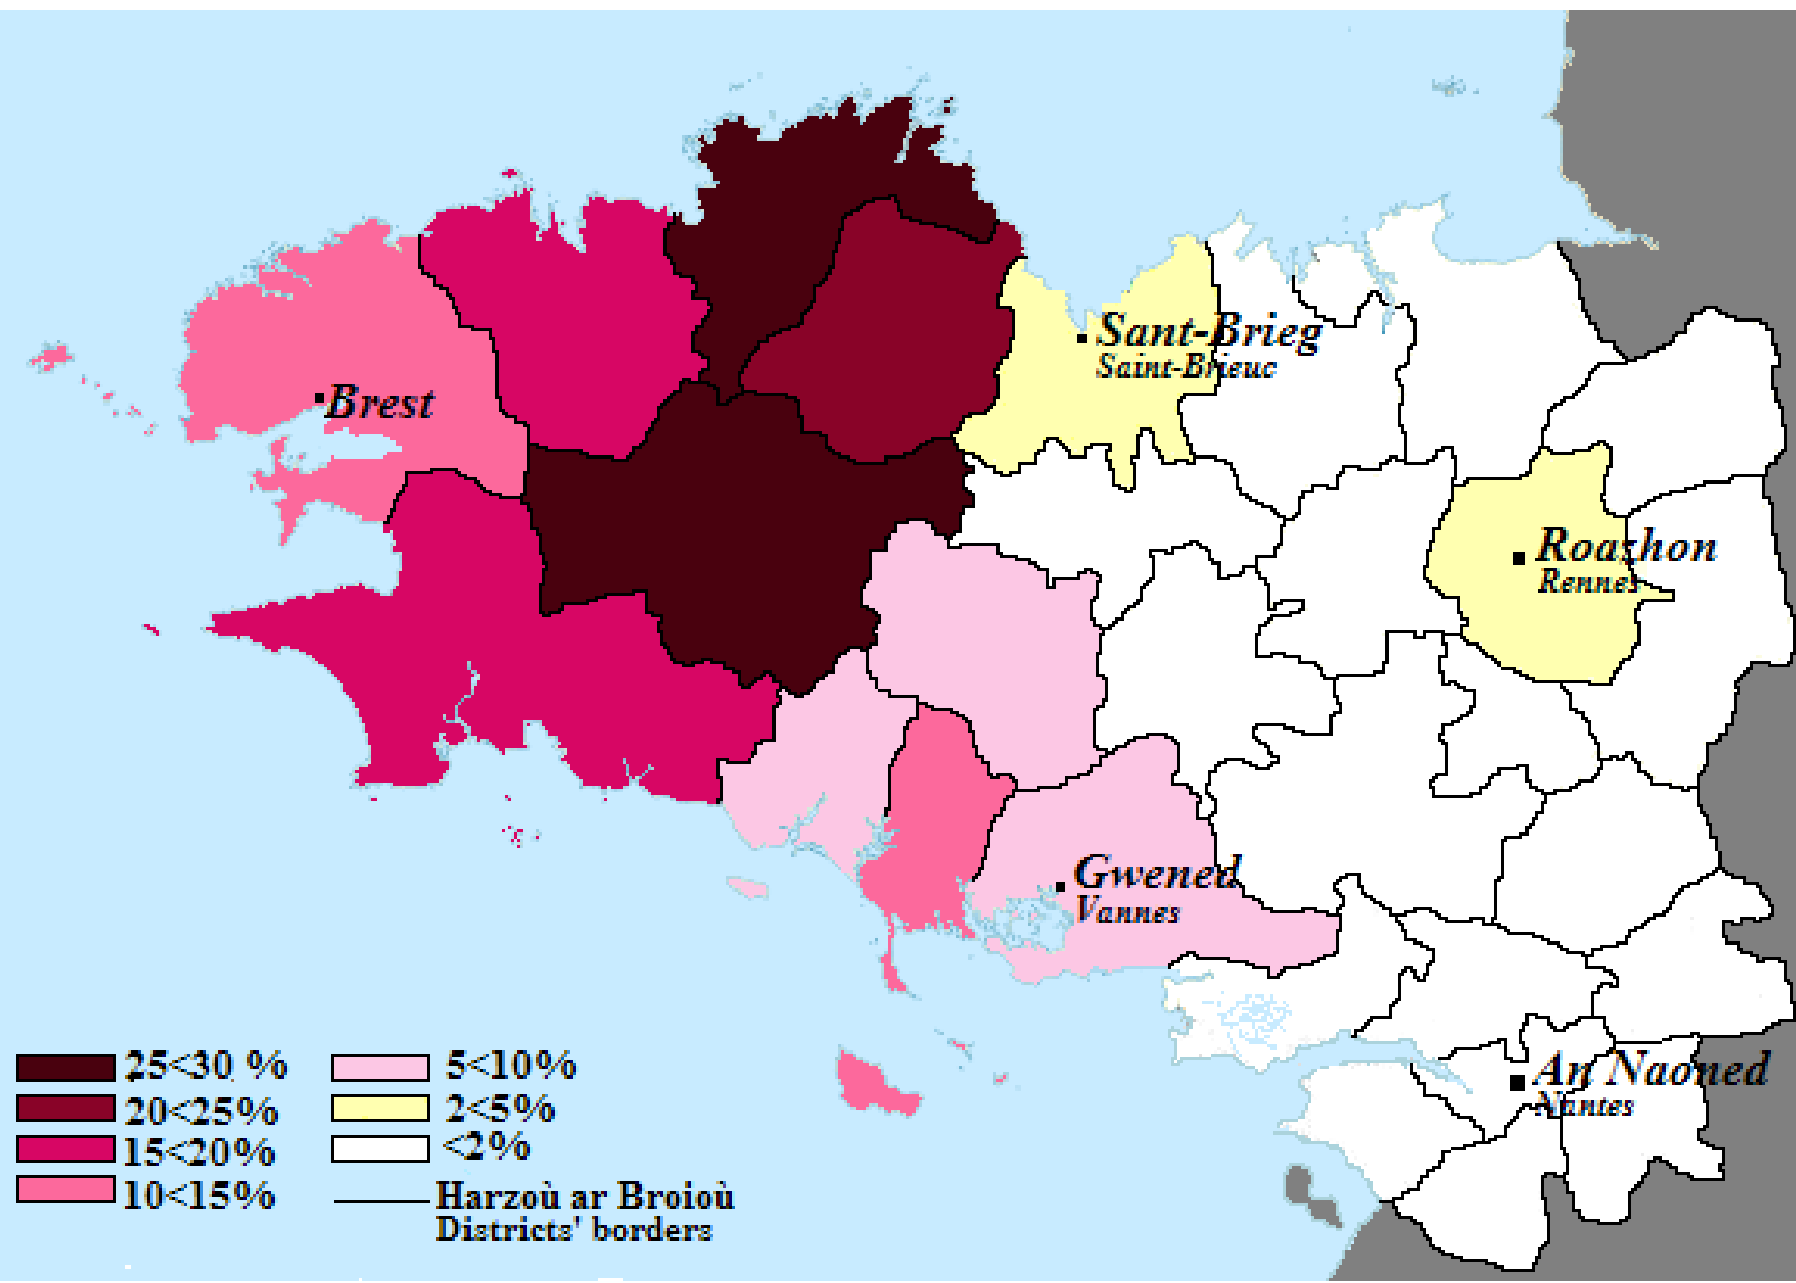 Sant-Brieg
Saint-Brieuc
Brest
Roazhon
Rennes
Gwened
Vannes
An Naoned
Nantes
25<30 %
20<25%
15<20%
10<15%
5<10%
2<5%
<2%
Harzoù ar Broioù
Districts' borders